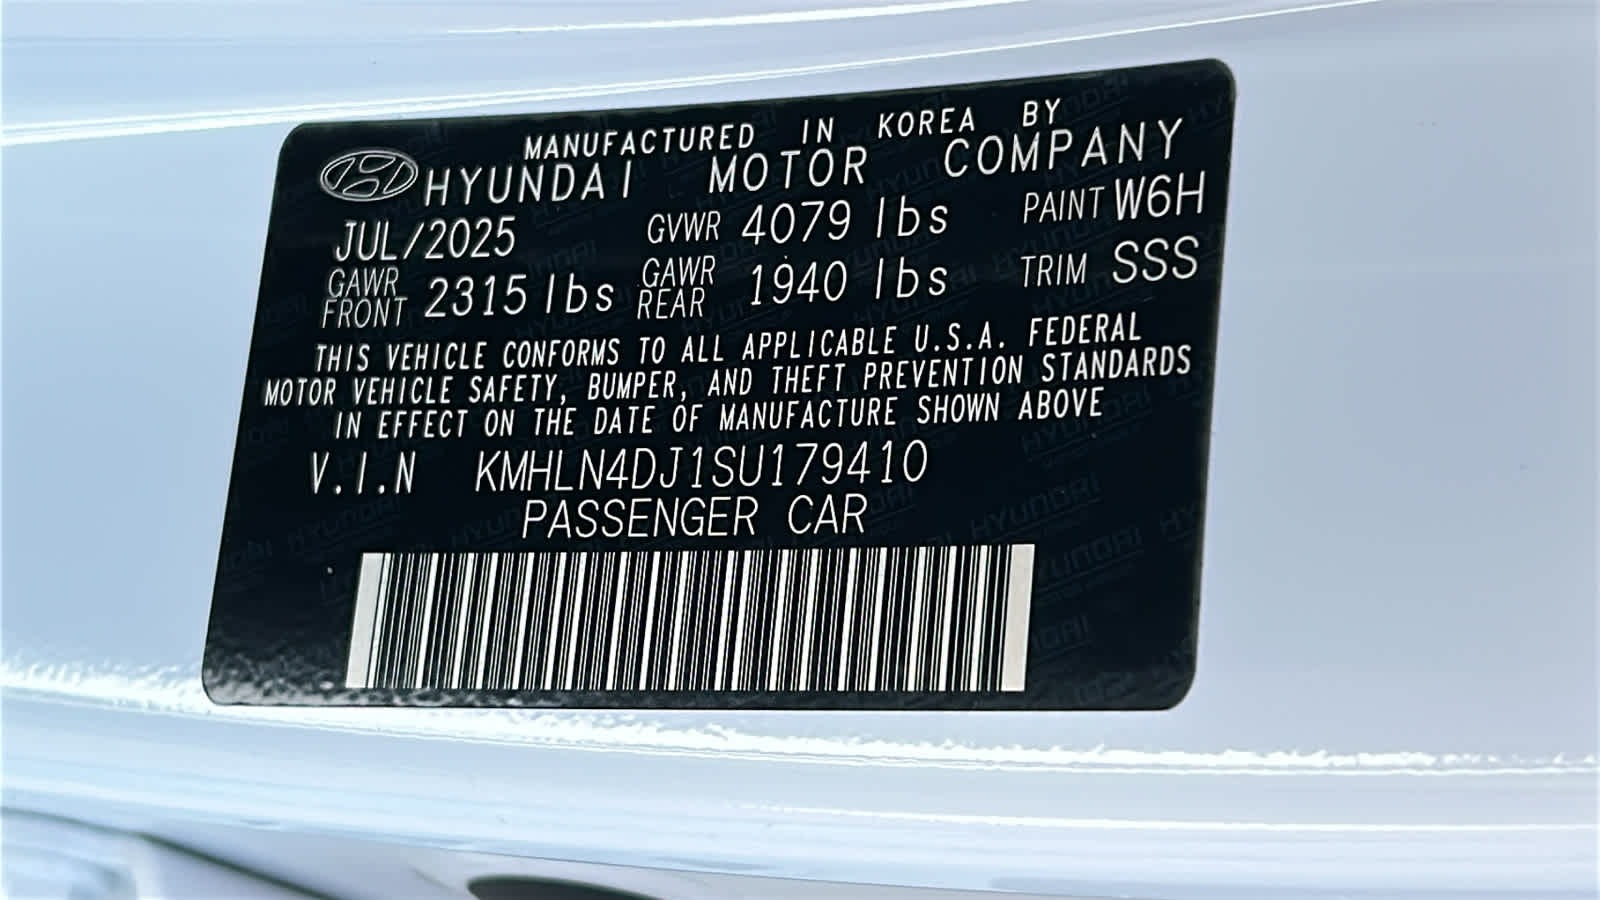 MANUFACTURED IN KOREA BY
HYUNDAI MOTOR COMPANY
JUL/2025 GVWR 4079 lbs PAINT W6H
GAWR FRONT 2315 lbs GAWR REAR 1940 lbs TRIM SSS
THIS VEHICLE CONFORMS TO ALL APPLICABLE U.S.A. FEDERAL
MOTOR VEHICLE SAFETY, BUMPER, AND THEFT PREVENTION STANDARDS
IN EFFECT ON THE DATE OF MANUFACTURE SHOWN ABOVE
V.I.N KMHLN4DJ1SU179410
PASSENGER CAR